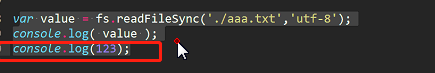 var value = fs.readFileSync('./aaa.txt','utf-8');
console.log( value );
console.log(123);